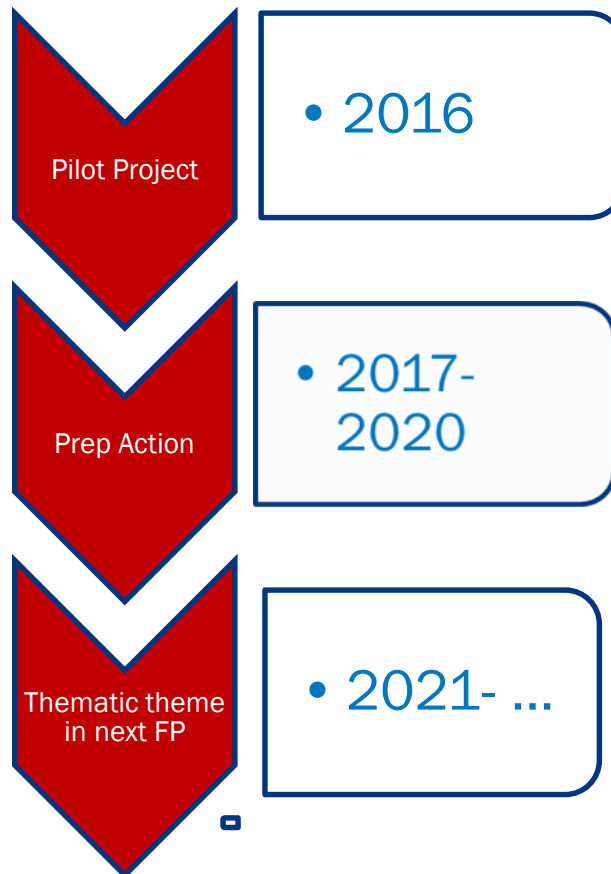 Pilot Project
• 2016
Prep Action
• 2017-
2020
Thematic theme
in next FP
• 2021- ...